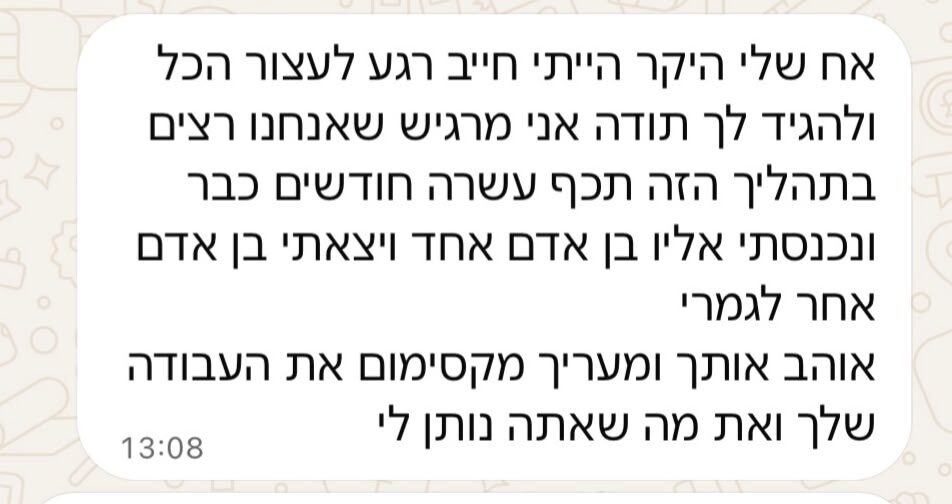 אח שלי היקר הייתי חייב רגע לעצור הכל
ולהגיד לך תודה אני מרגיש שאנחנו רצים
בתהליך הזה תכף עשרה חודשים כבר
ונכנסתי אליו בן אדם אחד ויצאתי בן אדם
אחר לגמרי
אוהב אותך ומעריך מקסימום את העבודה
שלך ואת מה שאתה נותן לי
13:08